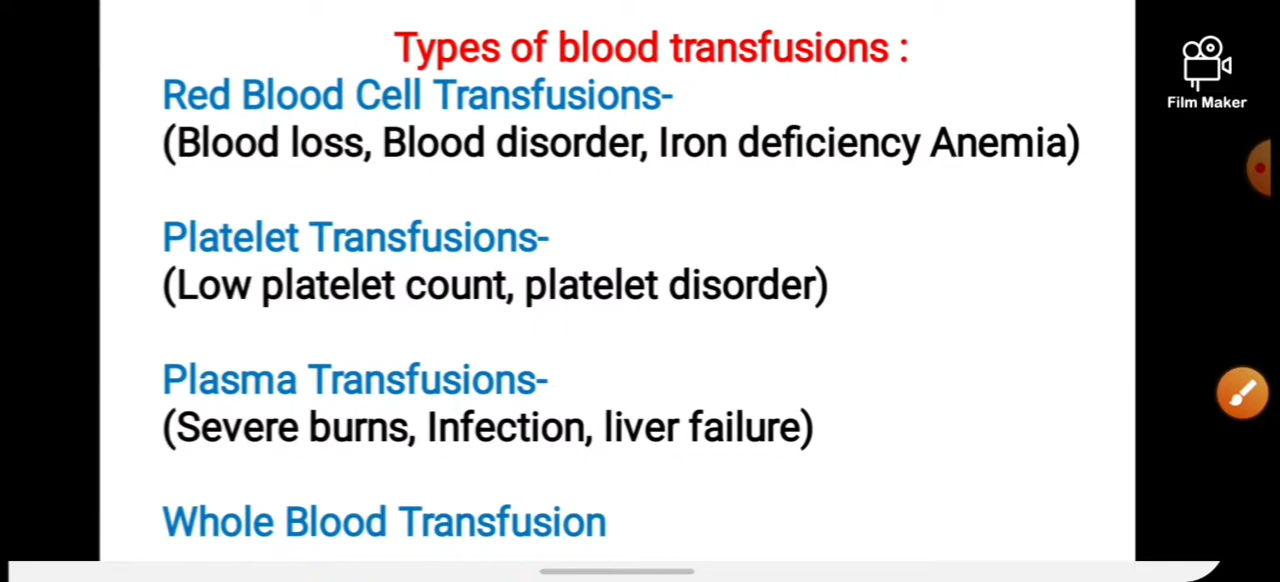 Types of blood transfusions :
Red Blood Cell Transfusions-
(Blood loss, Blood disorder, Iron deficiency Anemia)
Platelet Transfusions-
(Low platelet count, platelet disorder)
Plasma Transfusions-
(Severe burns, Infection, liver failure)
Whole Blood Transfusion
Film Maker